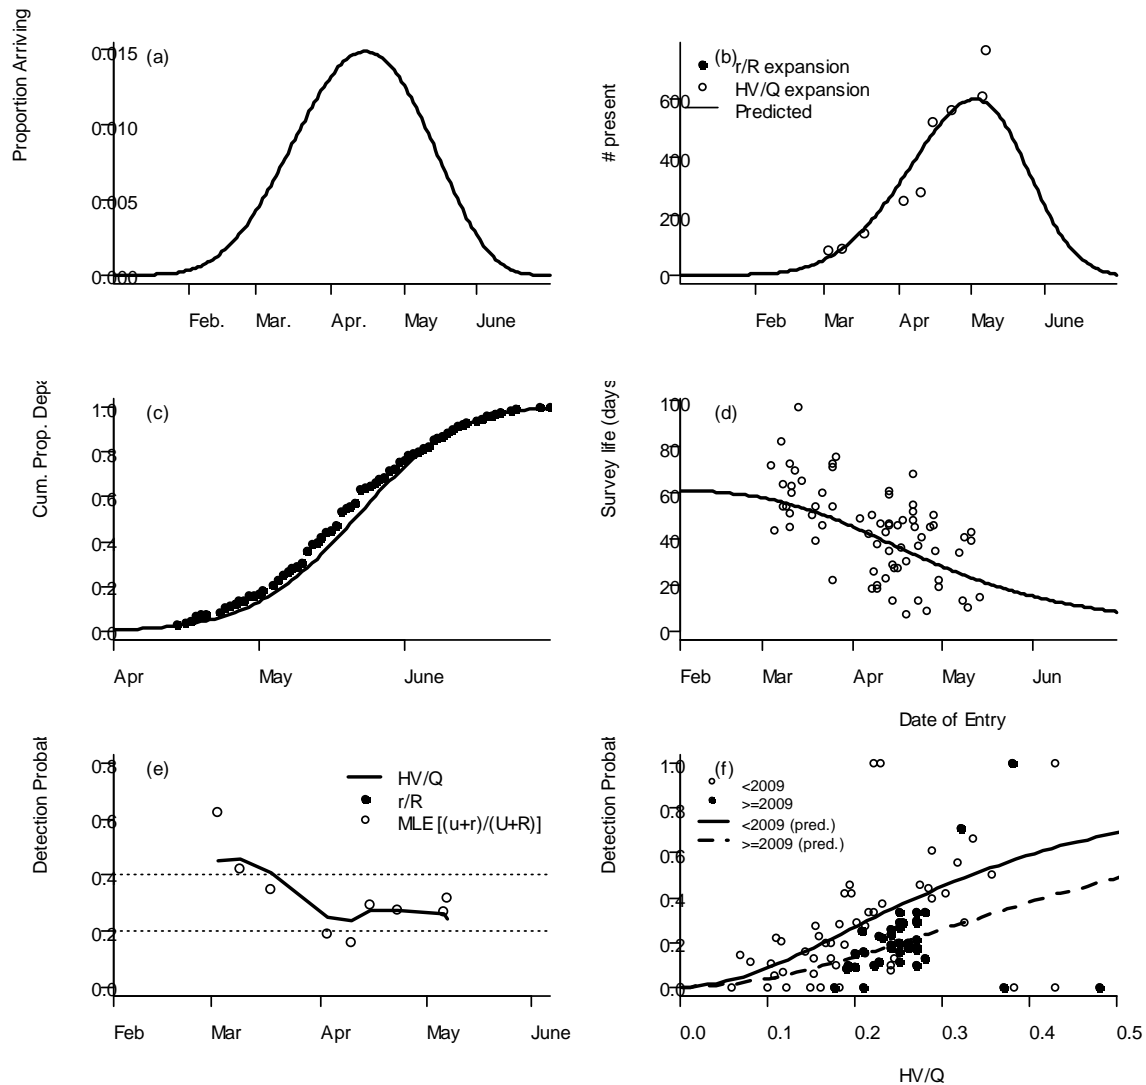 Proportion Arriving
(a)
0.015
0.010
0.005
0.000
Feb. Mar. Apr. May June
# present
(b)
r/R expansion
HV/Q expansion
Predicted
600
400
200
0
Feb Mar Apr May June
Cum. Prop. Depa
(c)
1.0
0.8
0.6
0.4
0.2
0.0
Apr May June
Survey life (days
(d)
100
80
60
40
20
0
Feb Mar Apr May Jun
Date of Entry
Detection Probal
(e)
HV/Q
r/R
MLE [(u+r)/(U+R)]
0.8
0.6
0.4
0.2
0.0
Feb Mar Apr May June
Detection Probal
(f)
<2009
>=2009
<2009 (pred.)
>=2009 (pred.)
1.0
0.8
0.6
0.4
0.2
0.0
0.0 0.1 0.2 0.3 0.4 0.5
HV/Q